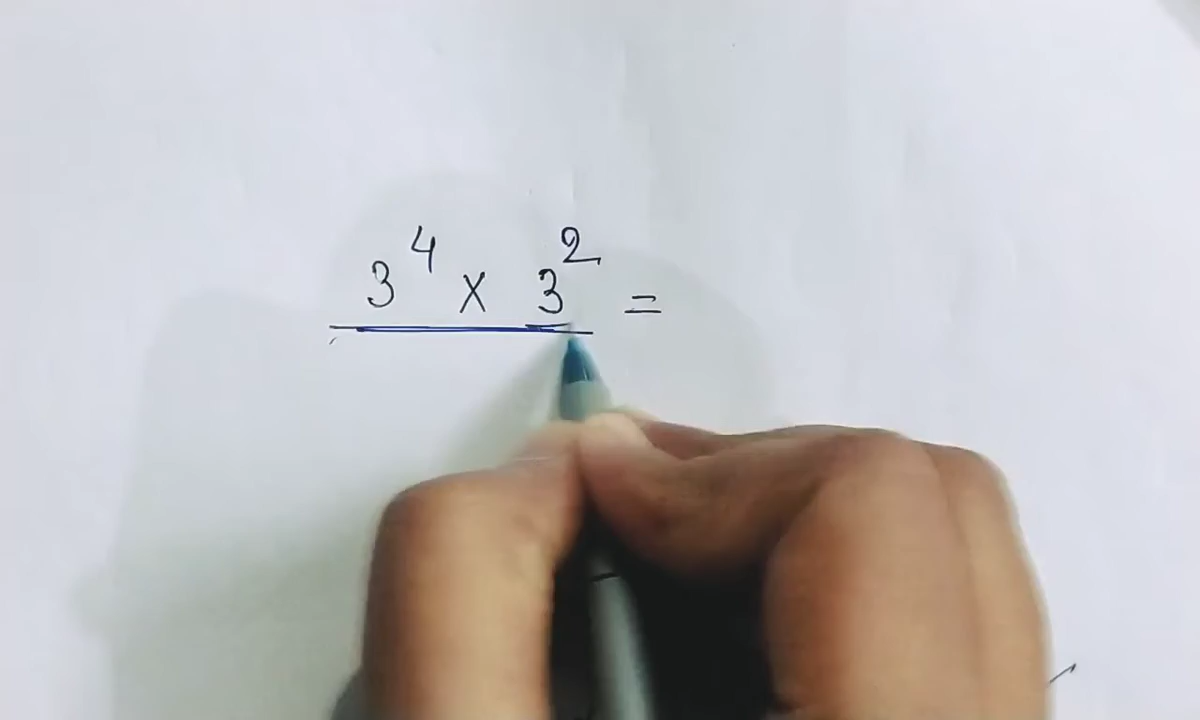 3⁴ × 3² =